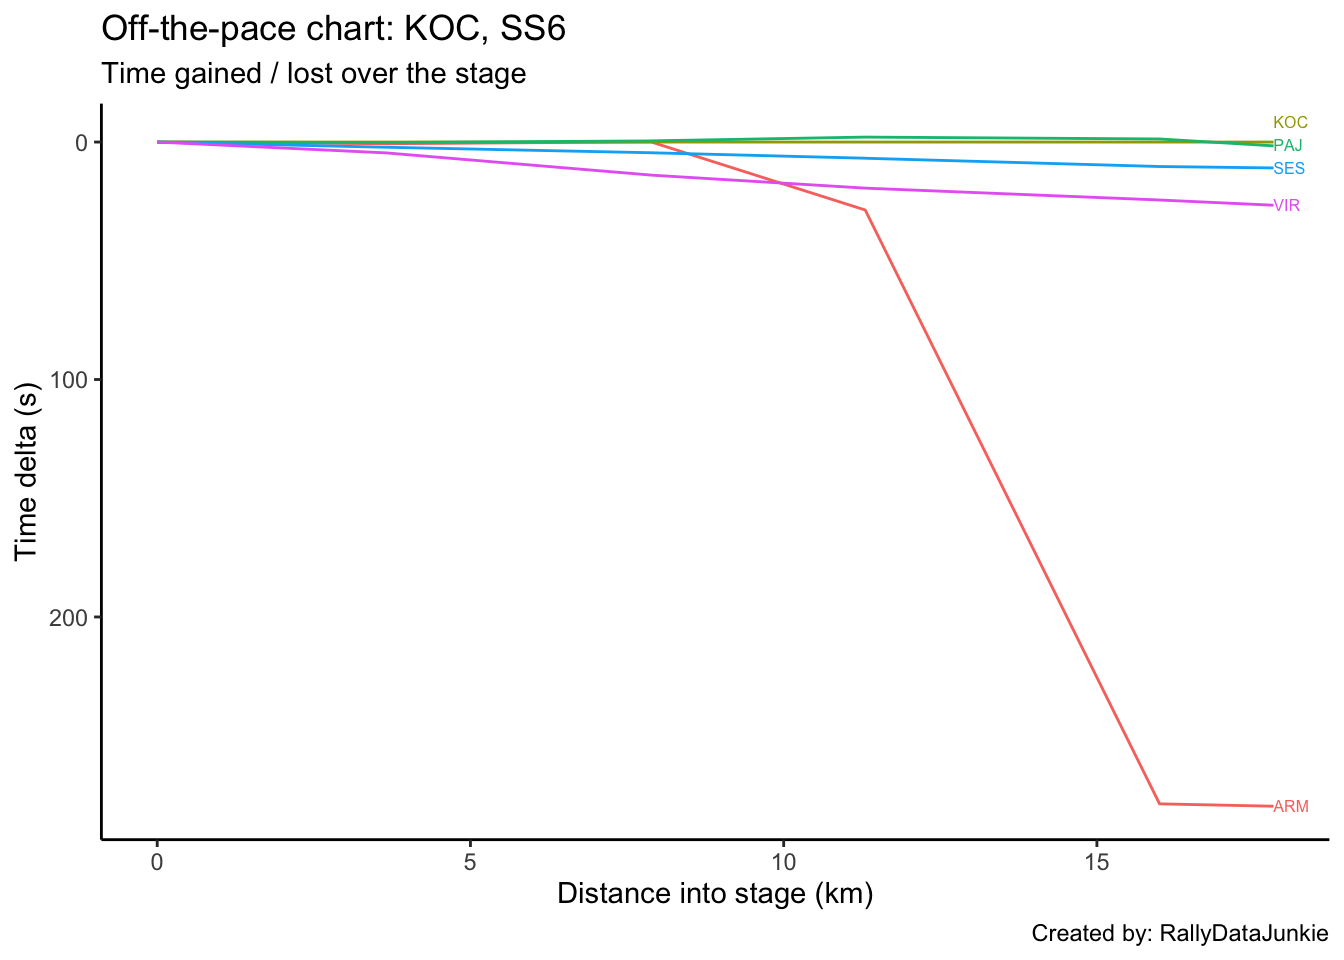 Off-the-pace chart: KOC, SS6
Time gained / lost over the stage
KOC
0
PAJ
SES
VIR
100
Time delta (s)
200
ARM
0 5 10 15
Distance into stage (km)
Created by: RallyDataJunkie